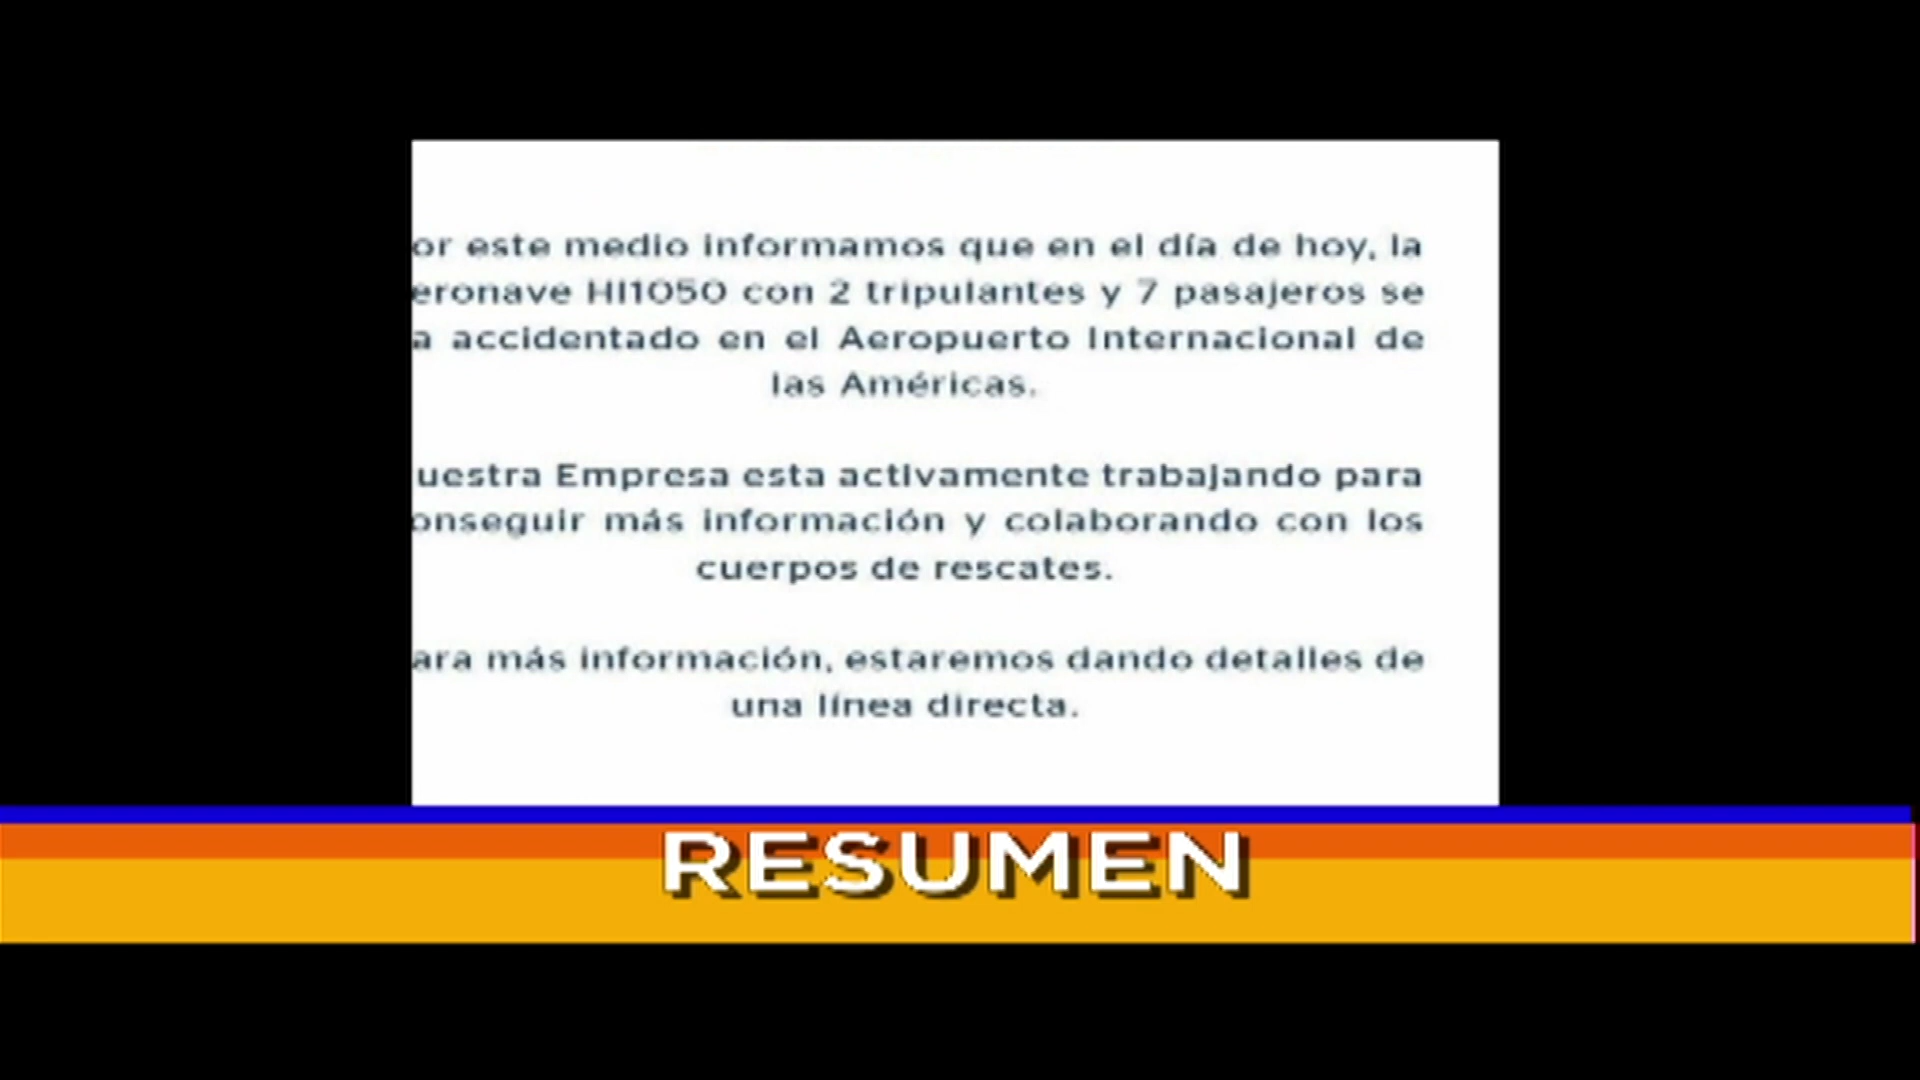 or este medio informamos que en el día de hoy, la
eronave HI1050 con 2 tripulantes y 7 pasajeros se
a accidentado en el Aeropuerto Internacional de
las Américas.
uestra Empresa esta activamente trabajando para
onseguir más información y colaborando con los
cuerpos de rescates.
ara más información, estaremos dando detalles de
una línea directa.
RESUMEN